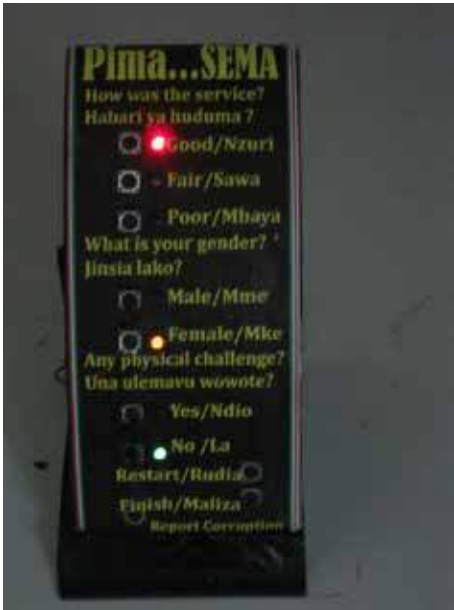 Pima...SEMA
How was the service?
Habari ya huduma ?
Good/Nzuri
Fair/Sawa
Poor/Mbaya
What is your gender?
Jinsia lako?
Male/Mme
Female/Mke
Any physical challenge?
Una ulemavu wowote?
Yes/Ndio
No /La
Restart/Rudia
Finish/Maliza
Report Corruption